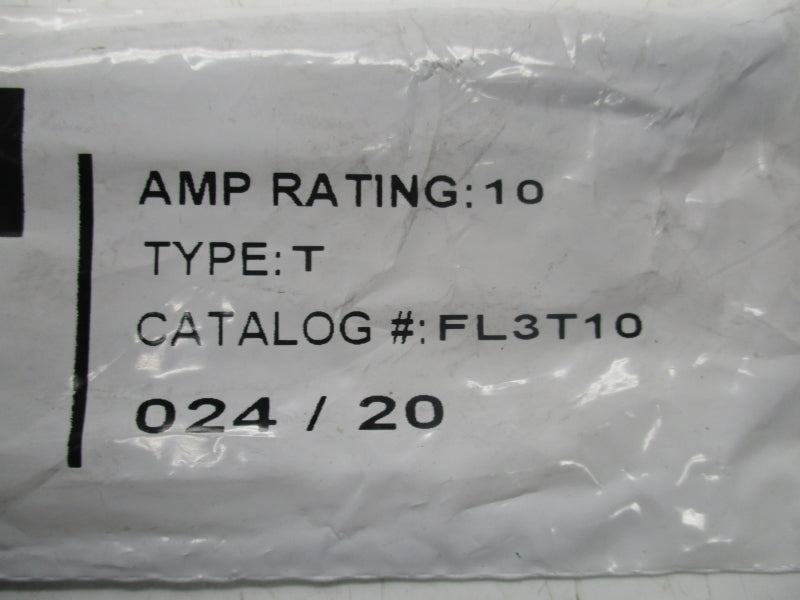 AMP RATING: 10
TYPE: T
CATALOG #: FL3T10
024 / 20